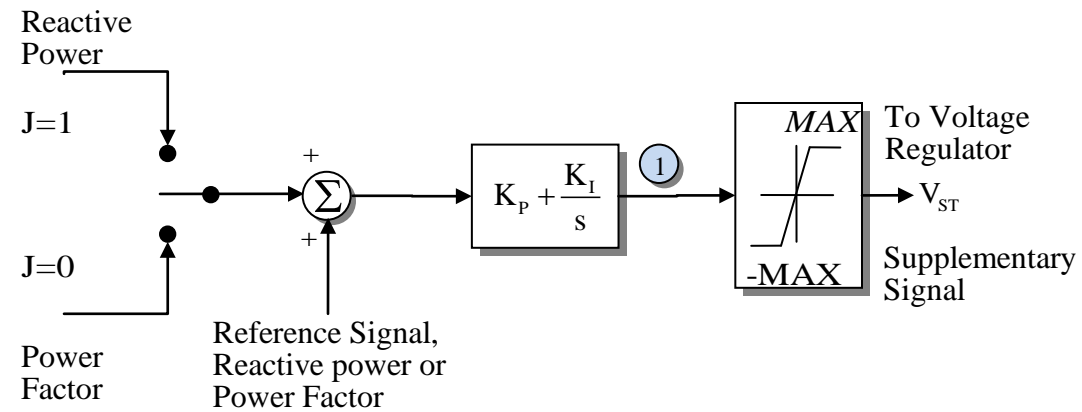 Reactive
Power
J=1
J=0
Power
Factor
+
Σ
+
Reference Signal,
Reactive power or
Power Factor
K_P + K_I/s
1
MAX
-MAX
To Voltage
Regulator
V_ST
Supplementary
Signal